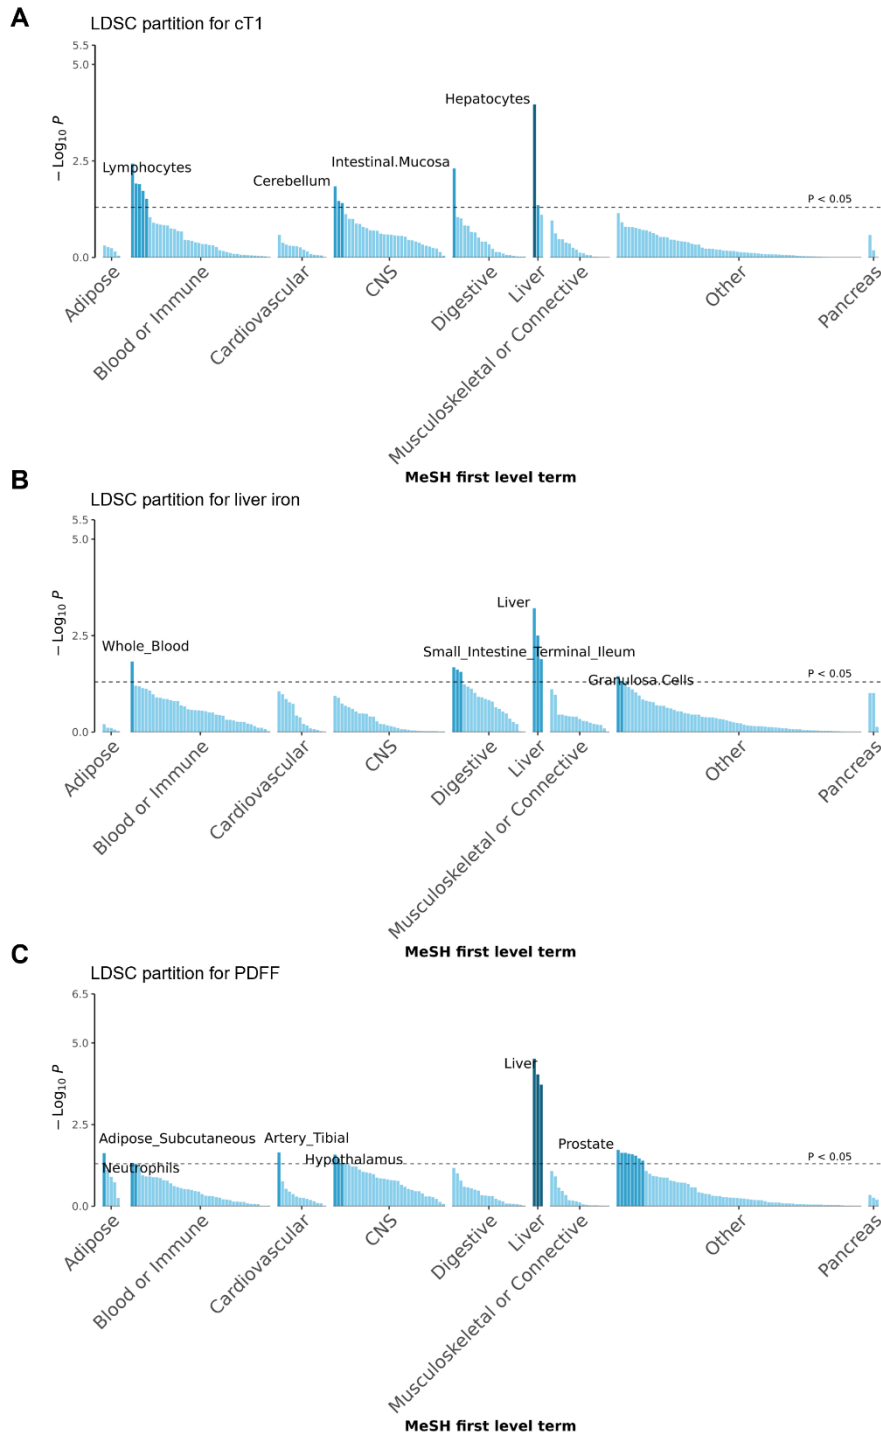 A
LDSC partition for cT1
5.5
5.0
2.5
0.0
− Log10 P
Lymphocytes
Cerebellum
Intestinal.Mucosa
Hepatocytes
P < 0.05
Adipose
Blood or Immune
Cardiovascular
CNS
Digestive
Liver
Musculoskeletal or Connective
Other
Pancreas
MeSH first level term
B
LDSC partition for liver iron
5.5
5.0
2.5
0.0
− Log10 P
Whole_Blood
Small_Intestine_Terminal_Ileum
Liver
Granulosa.Cells
P < 0.05
Adipose
Blood or Immune
Cardiovascular
CNS
Digestive
Liver
Musculoskeletal or Connective
Other
Pancreas
MeSH first level term
C
LDSC partition for PDFF
6.5
5.0
2.5
0.0
− Log10 P
Adipose_Subcutaneous
Neutrophils
Artery_Tibial
Hypothalamus
Liver
Prostate
P < 0.05
Adipose
Blood or Immune
Cardiovascular
CNS
Digestive
Liver
Musculoskeletal or Connective
Other
Pancreas
MeSH first level term